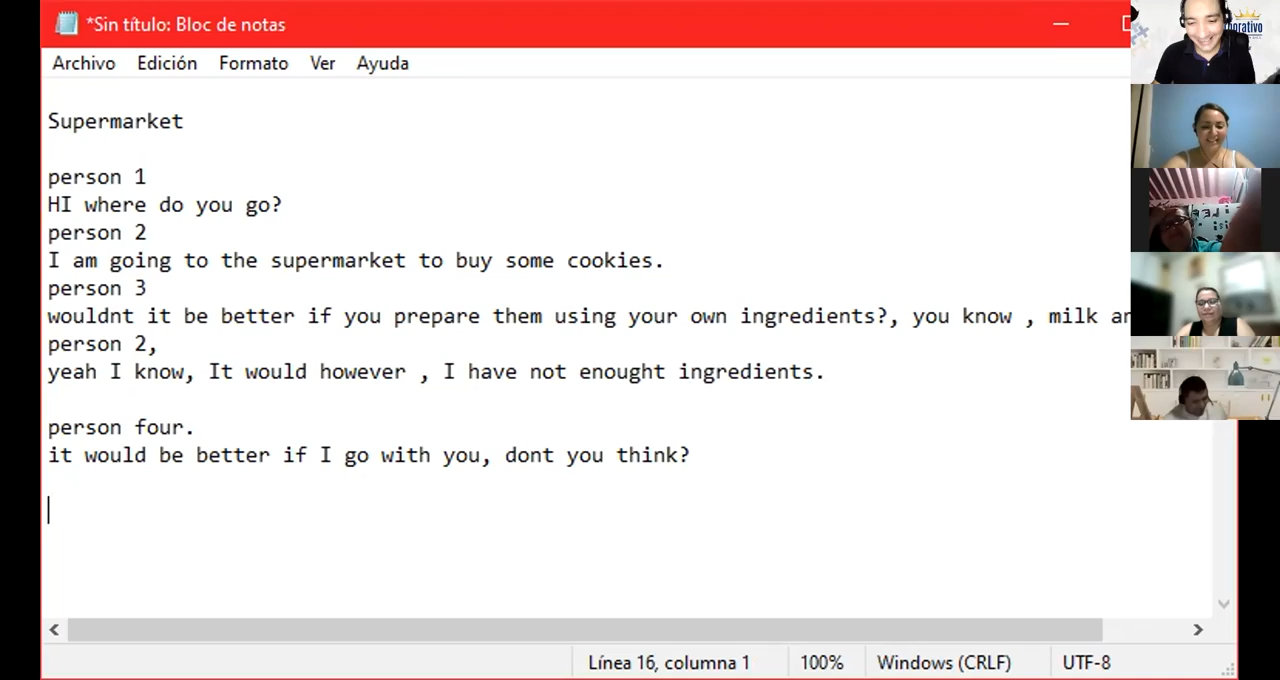 *Sin título: Bloc de notas
Archivo Edición Formato Ver Ayuda
Supermarket
person 1
HI where do you go?
person 2
I am going to the supermarket to buy some cookies.
person 3
wouldnt it be better if you prepare them using your own ingredients?, you know , milk
person 2,
yeah I know, It would however , I have not enought ingredients.
person four.
it would be better if I go with you, dont you think?
Línea 16, columna 1 100% Windows (CRLF) UTF-8